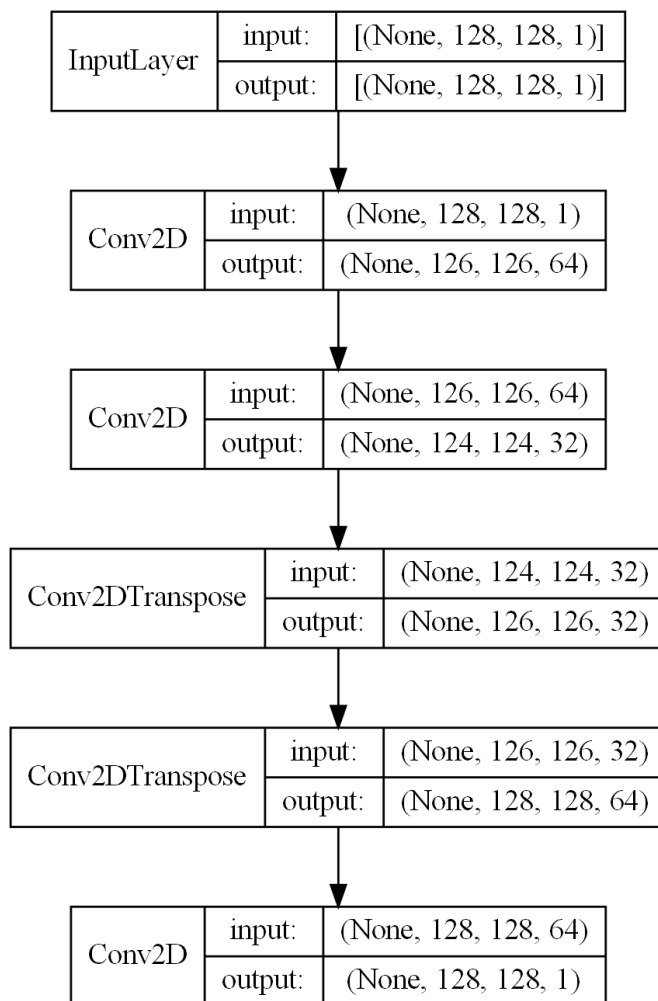 InputLayer
input: [(None, 128, 128, 1)]
output: [(None, 128, 128, 1)]
Conv2D
input: (None, 128, 128, 1)
output: (None, 126, 126, 64)
Conv2D
input: (None, 126, 126, 64)
output: (None, 124, 124, 32)
Conv2DTranspose
input: (None, 124, 124, 32)
output: (None, 126, 126, 32)
Conv2DTranspose
input: (None, 126, 126, 32)
output: (None, 128, 128, 64)
Conv2D
input: (None, 128, 128, 64)
output: (None, 128, 128, 1)